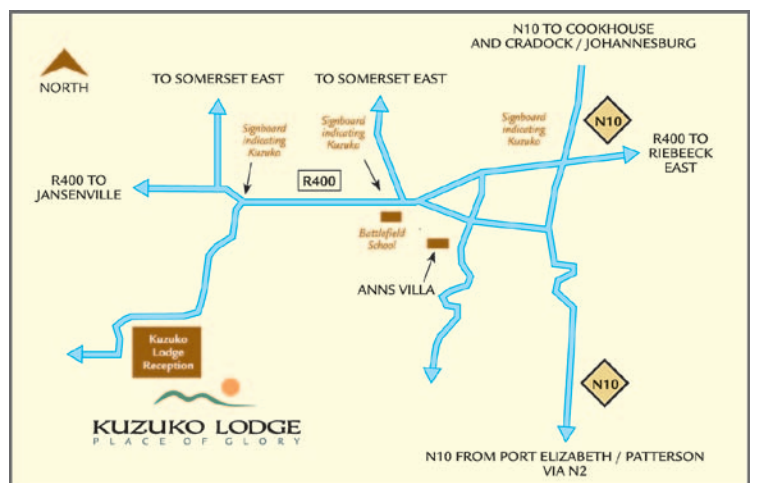 N10 TO COOKHOUSE
AND CRADOCK / JOHANNESBURG
NORTH
TO SOMERSET EAST
TO SOMERSET EAST
Signboard
indicating
Kuzuko
Signboard
indicating
Kuzuko
Signboard
indicating
Kuzuko
N10
R400 TO
RIEBEECK
EAST
R400 TO
JANSENVILLE
R400
Battlefield
School
ANNS VILLA
Kuzuko
Lodge
Reception
N10
KUZUKO LODGE
PLACE OF GLORY
N10 FROM PORT ELIZABETH / PATTERSON
VIA N2